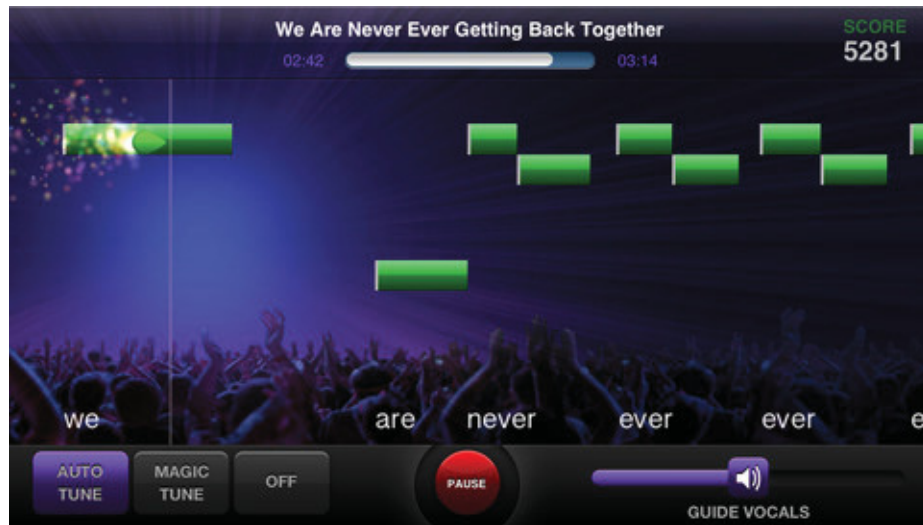 We Are Never Ever Getting Back Together
SCORE
5281
02:42 03:14
we are never ever ever e
AUTO
TUNE
MAGIC
TUNE
OFF
PAUSE
GUIDE VOCALS